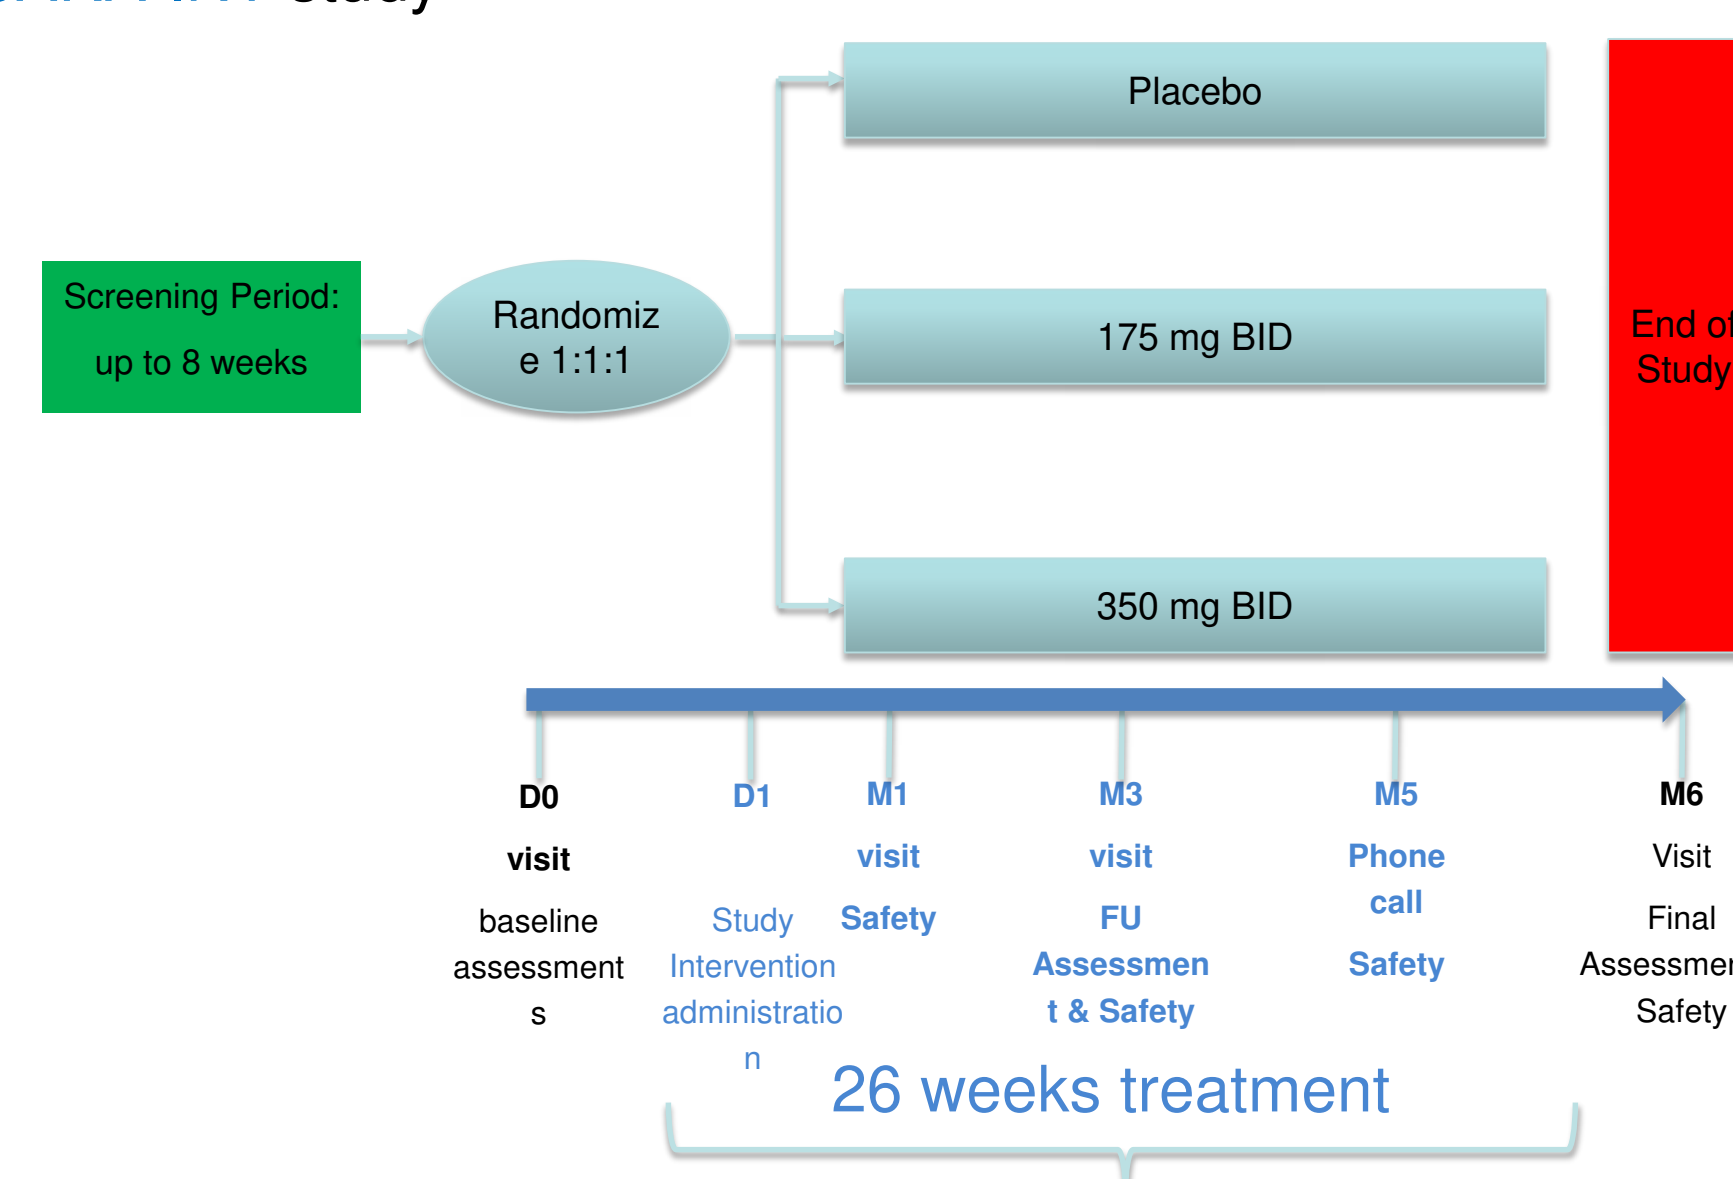 study
Placebo
Screening Period:
up to 8 weeks
Randomiz
e 1:1:1
175 mg BID
End of
Study
350 mg BID
D0
visit
baseline
assessment
s
D1
Study
Intervention
administratio
n
M1
visit
Safety
M3
visit
FU
Assessmen
t & Safety
M5
Phone
call
Safety
M6
Visit
Final
Assessmen
Safety
26 weeks treatment